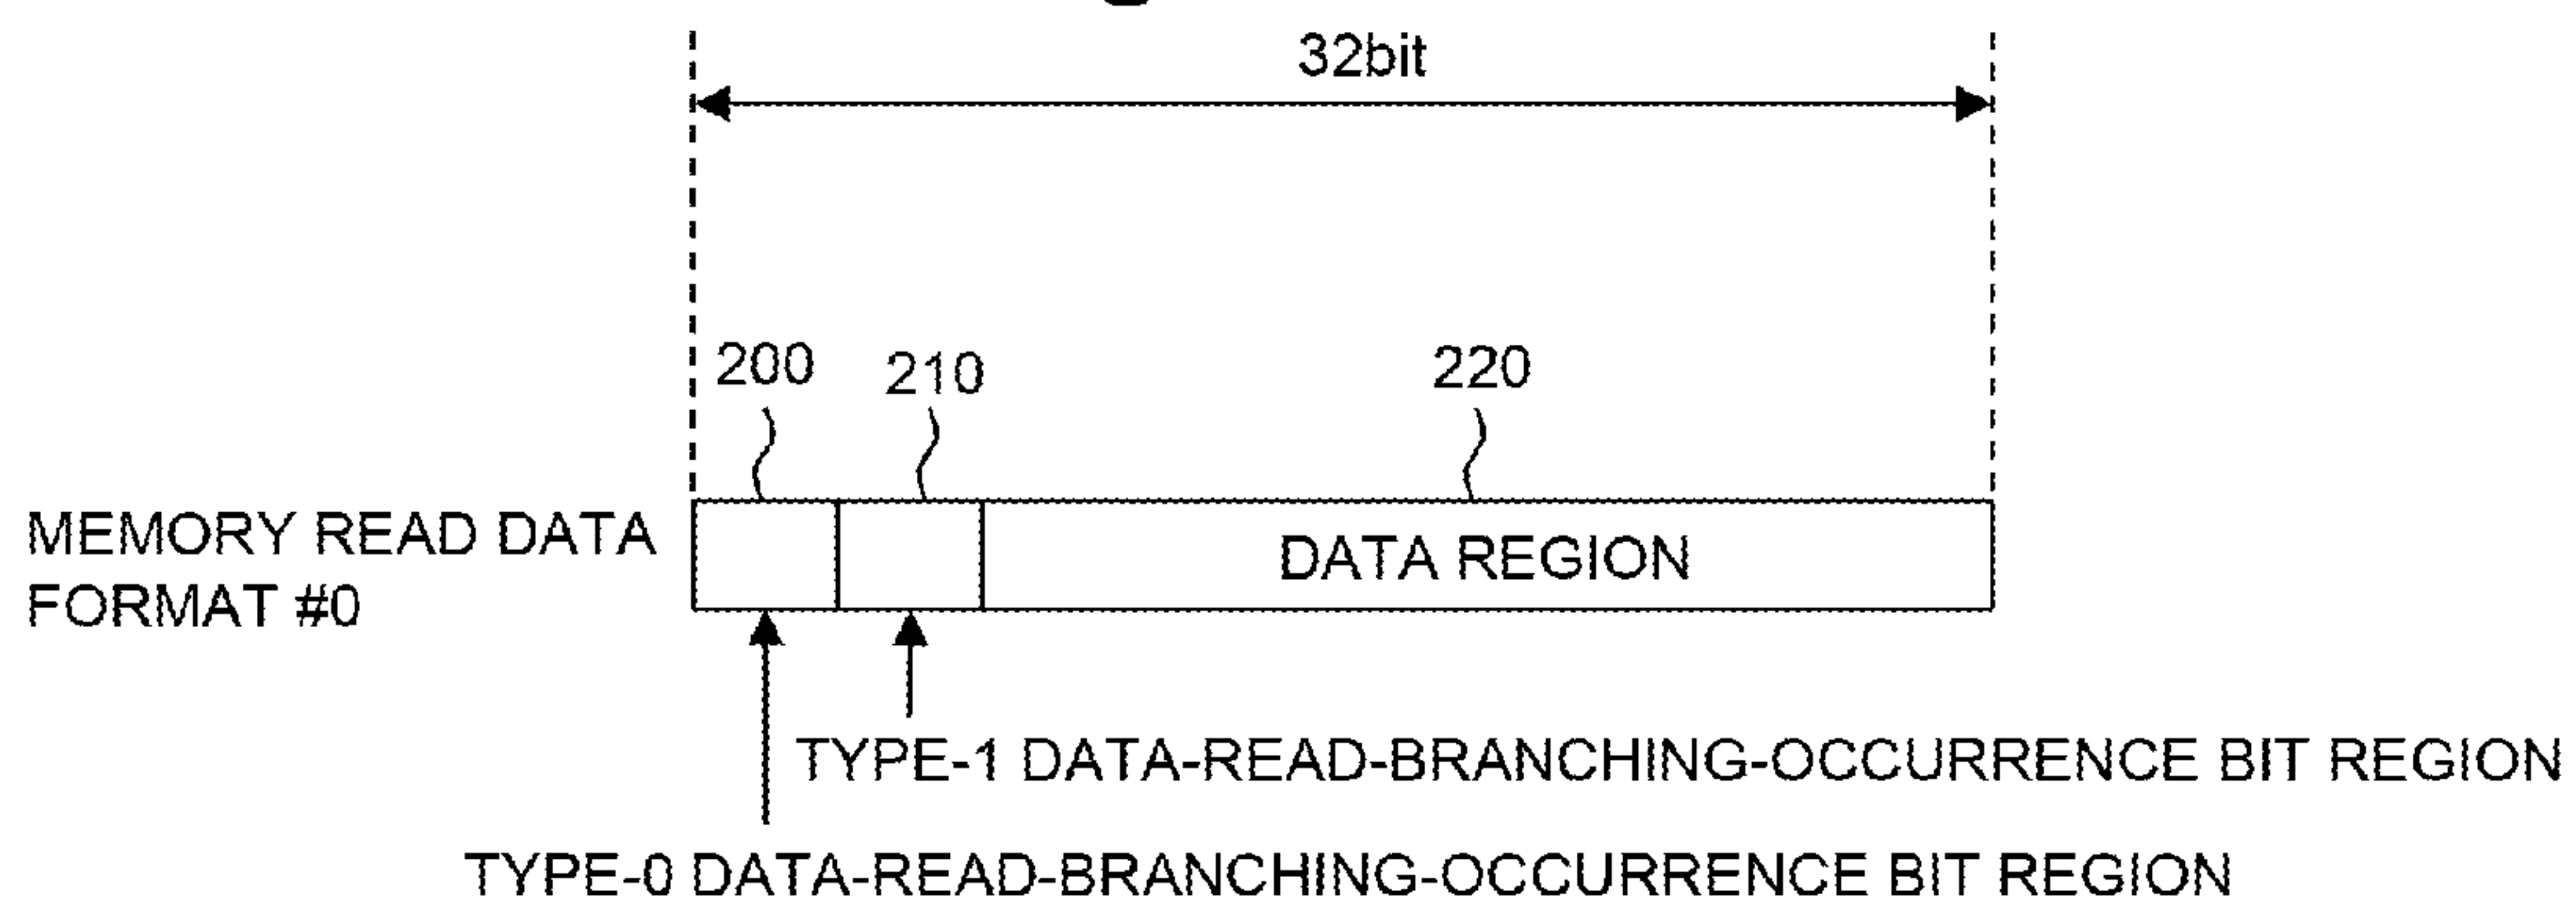 32bit
200
210
220
MEMORY READ DATA
FORMAT #0
DATA REGION
TYPE-1 DATA-READ-BRANCHING-OCCURRENCE BIT REGION
TYPE-0 DATA-READ-BRANCHING-OCCURRENCE BIT REGION